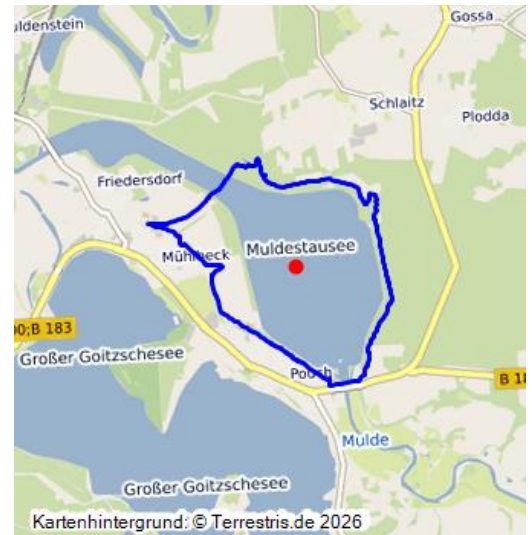 uldenstein
Gossa
Schlaitz
Plodda
Friedersdorf
Mühlbeck
Muldestausee
00;B 183
Großer Goitzschesee
Pouch
B 18
Mulde
Großer Goitzschesee
Kartenhintergrund: © Terrestris.de 2026